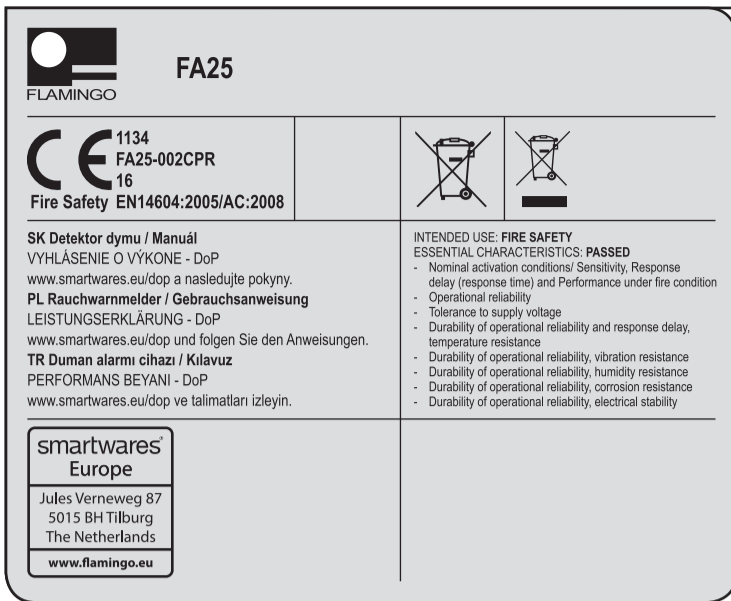 FLAMINGO
FA25
1134
FA25-002CPR
16
Fire Safety EN14604:2005/AC:2008
SK Detektor dymu / Manuál
VYHLÁSENIE O VÝKONE - DoP
www.smartwares.eu/dop a nasledujte pokyny.
PL Rauchwarnmelder / Gebrauchsanweisung
LEISTUNGSERKLÄRUNG - DoP
www.smartwares.eu/dop und folgen Sie den Anweisungen.
TR Duman alarmı cihazı / Kılavuz
PERFORMANS BEYANI - DoP
www.smartwares.eu/dop ve talimatları izleyin.
INTENDED USE: FIRE SAFETY
ESSENTIAL CHARACTERISTICS: PASSED
- Nominal activation conditions/ Sensitivity, Response
delay (response time) and Performance under fire condition
- Operational reliability
- Tolerance to supply voltage
- Durability of operational reliability and response delay,
temperature resistance
- Durability of operational reliability, vibration resistance
- Durability of operational reliability, humidity resistance
- Durability of operational reliability, corrosion resistance
- Durability of operational reliability, electrical stability
smartwares®
Europe
Jules Verneweg 87
5015 BH Tilburg
The Netherlands
www.flamingo.eu